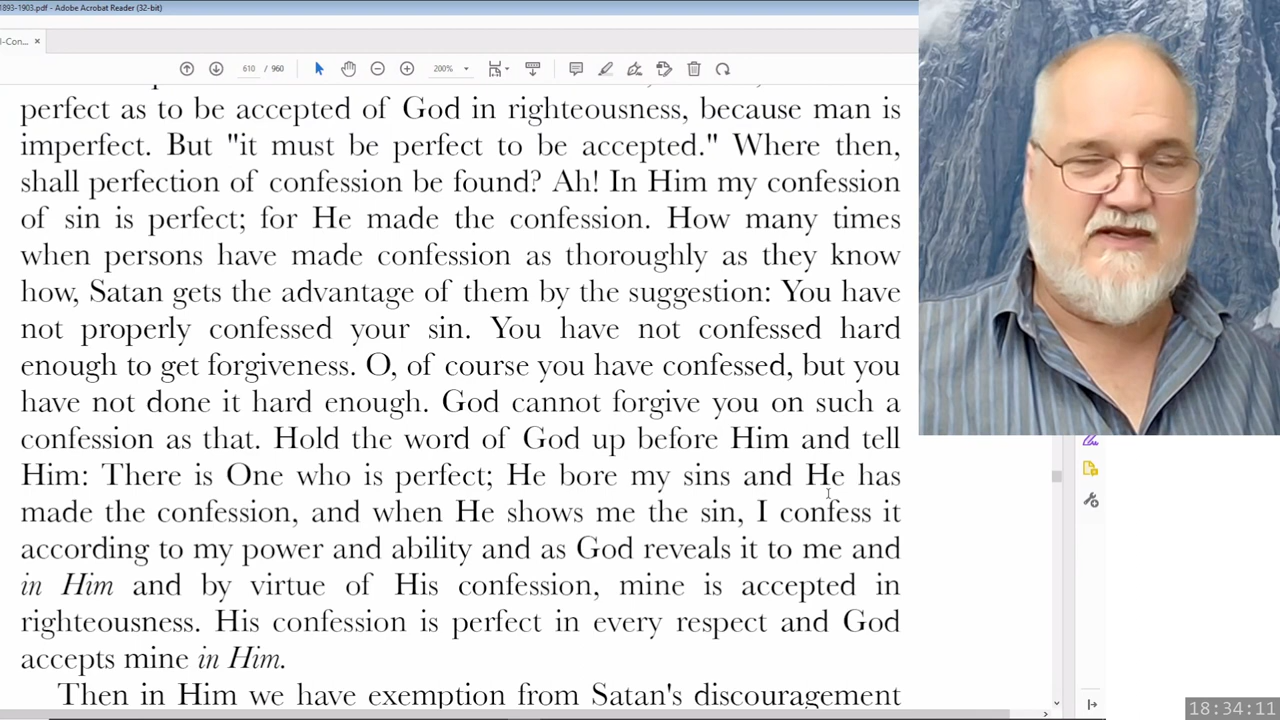 1893-1903.pdf - Adobe Acrobat Reader (32-bit)
l-Con... ×
610 / 960 200%
perfect as to be accepted of God in righteousness, because man is
imperfect. But "it must be perfect to be accepted." Where then,
shall perfection of confession be found? Ah! In Him my confession
of sin is perfect; for He made the confession. How many times
when persons have made confession as thoroughly as they know
how, Satan gets the advantage of them by the suggestion: You have
not properly confessed your sin. You have not confessed hard
enough to get forgiveness. O, of course you have confessed, but you
have not done it hard enough. God cannot forgive you on such a
confession as that. Hold the word of God up before Him and tell
Him: There is One who is perfect; He bore my sins and He has
made the confession, and when He shows me the sin, I confess it
according to my power and ability and as God reveals it to me and
in Him and by virtue of His confession, mine is accepted in
righteousness. His confession is perfect in every respect and God
accepts mine in Him.
Then in Him we have exemption from Satan's discouragement
18:34:11